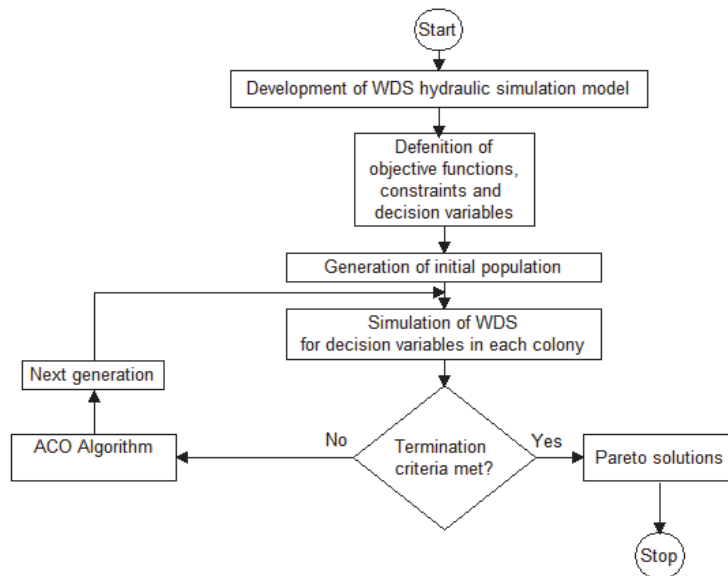 Start
Development of WDS hydraulic simulation model
Defenition of
objective functions,
constraints and
decision variables
Generation of initial population
Simulation of WDS
for decision variables in each colony
Next generation
ACO Algorithm
No
Termination
criteria met?
Yes
Pareto solutions
Stop